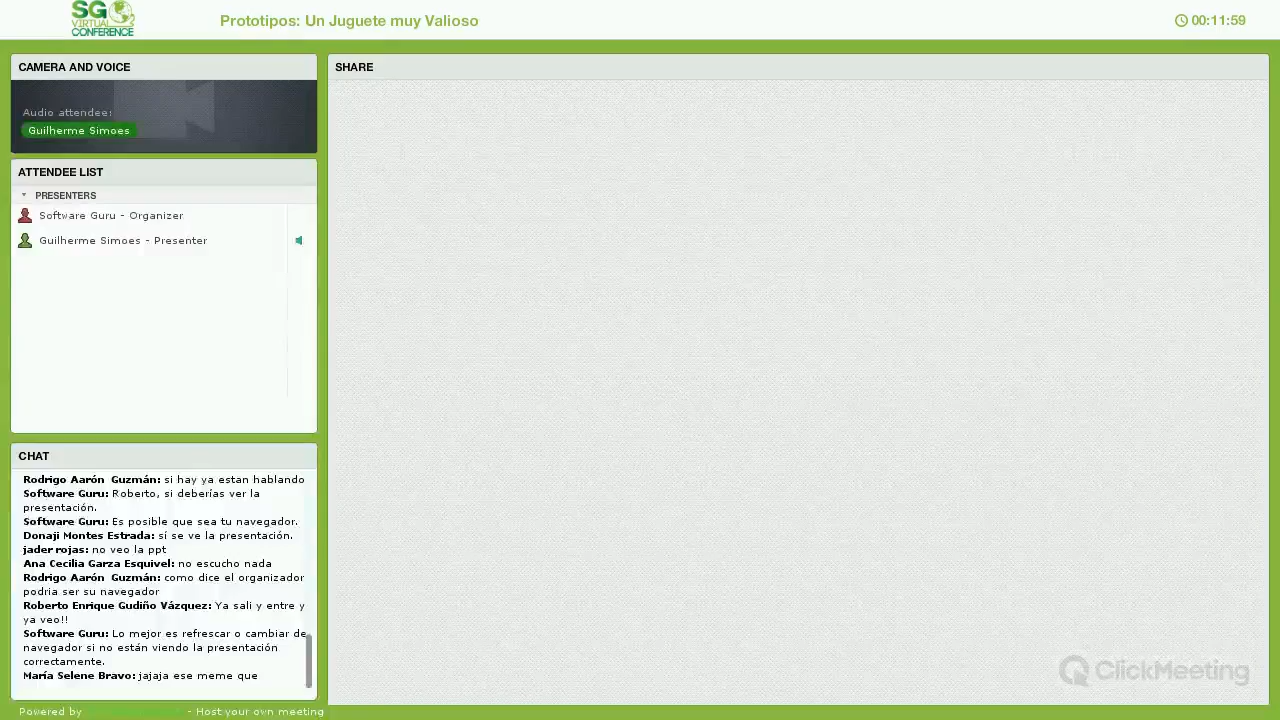 SG
VIRTUAL
CONFERENCE
Prototipos: Un Juguete muy Valioso
00:11:59
CAMERA AND VOICE
Audio attendee:
Guilherme Simoes
ATTENDEE LIST
PRESENTERS
Software Guru - Organizer
Guilherme Simoes - Presenter
CHAT
Rodrigo Aarón Guzmán: si hay ya estan hablando
Software Guru: Roberto, si deberías ver la
presentación.
Software Guru: Es posible que sea tu navegador.
Donaji Montes Estrada: sí se ve la presentación.
jader rojas: no veo la ppt
Ana Cecilia Garza Esquivel: no escucho nada
Rodrigo Aarón Guzmán: como dice el organizador
podria ser su navegador
Roberto Enrique Gudiño Vázquez: Ya sali y entre y
ya veo!!
Software Guru: Lo mejor es refrescar o cambiar de
navegador si no están viendo la presentación
correctamente.
María Selene Bravo: jajaja ese meme que
SHARE
ClickMeeting
Powered by
- Host your own meeting